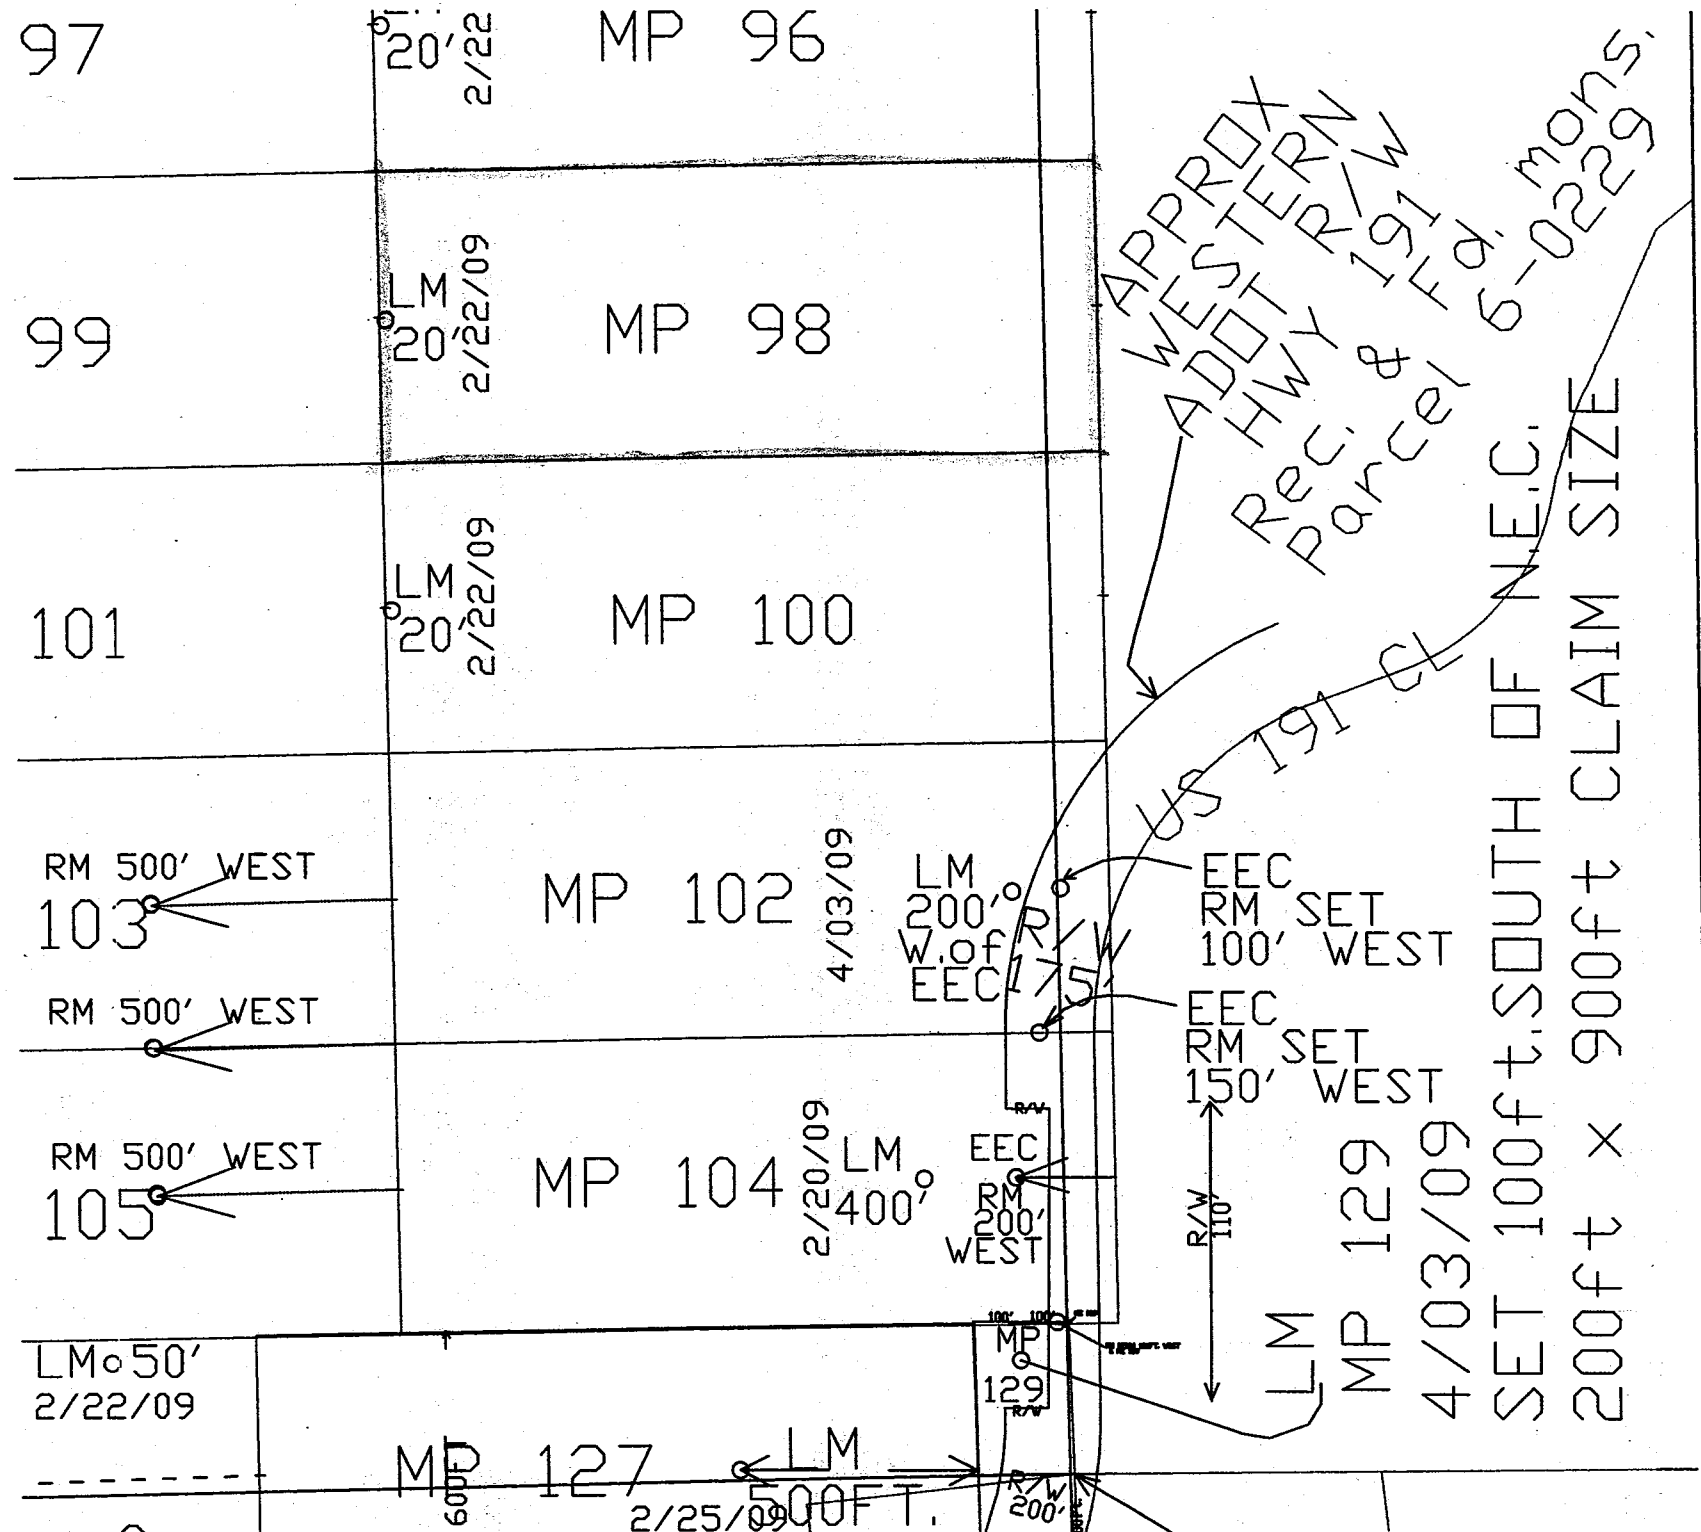 97
20'
2/22
MP 96
99
LM
20'
2/22/09
MP 98
101
LM
20'
2/22/09
MP 100
APPROX
WESTERN
ADOT R/W
HWY 191
Rec. & Fd. mons.
Parcel 6-0229
US 191 CL
RM 500' WEST
103
MP 102
4/03/09
LM
200'
W.of
EEC
R/W
175'
EEC
RM SET
100' WEST
RM 500' WEST
EEC
RM SET
150' WEST
R/W
RM 500' WEST
105
MP 104
2/20/09
LM
400'
EEC
RM
200'
WEST
R/W
110'
100' 100'
MP
129
R/W
LM
MP 129
4/03/09
SET 100ft.SOUTH OF N.E.C.
200ft x 900ft CLAIM SIZE
LM 50'
2/22/09
MP 127
600FT
LM
500FT.
2/25/09
R/W
200'